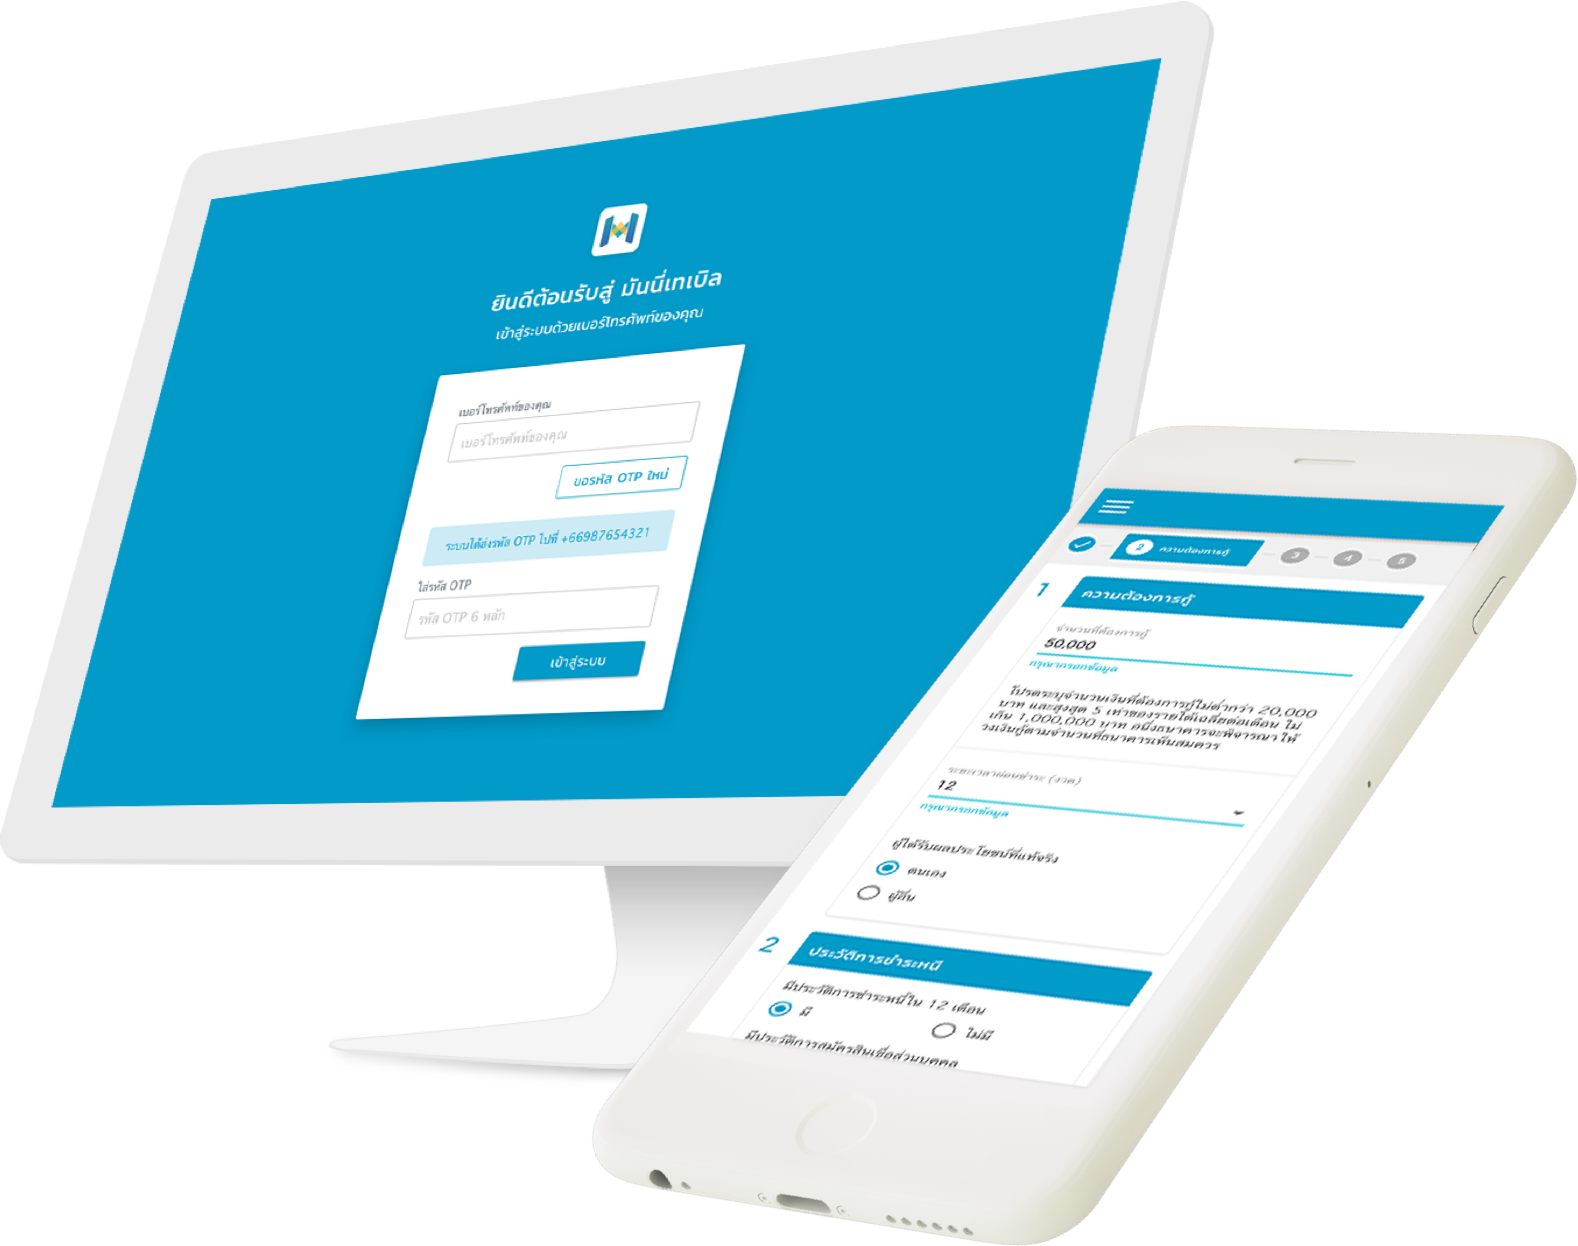 ยินดีต้อนรับสู่ มันนี่เทเบิล
เข้าสู่ระบบด้วยเบอร์โทรศัพท์ของคุณ
เบอร์โทรศัพท์ของคุณ
เบอร์โทรศัพท์ของคุณ
ขอรหัส OTP ใหม่
ระบบได้ส่งรหัส OTP ไปที่ +66987654321
ใส่รหัส OTP
รหัส OTP 6 หลัก
เข้าสู่ระบบ
2 ความต้องการกู้ 3 4 5
1 ความต้องการกู้
จำนวนที่ต้องการกู้
50,000
กรุณากรอกข้อมูล
โปรดระบุจำนวนเงินที่ต้องการกู้ไม่ต่ำกว่า 20,000
บาท และสูงสุด 5 เท่าของรายได้เฉลี่ยต่อเดือน ไม่
เกิน 1,000,000 บาท อนึ่งธนาคารจะพิจารณาให้
วงเงินกู้ตามจำนวนที่ธนาคารเห็นสมควร
ระยะเวลาผ่อนชำระ (งวด)
12
กรุณากรอกข้อมูล
ผู้ได้รับผลประโยชน์ที่แท้จริง
ตนเอง
ผู้อื่น
2 ประวัติการชำระหนี้
มีประวัติการชำระหนี้ใน 12 เดือน
มี ไม่มี
มีประวัติการสมัครสินเชื่อส่วนบุคคล